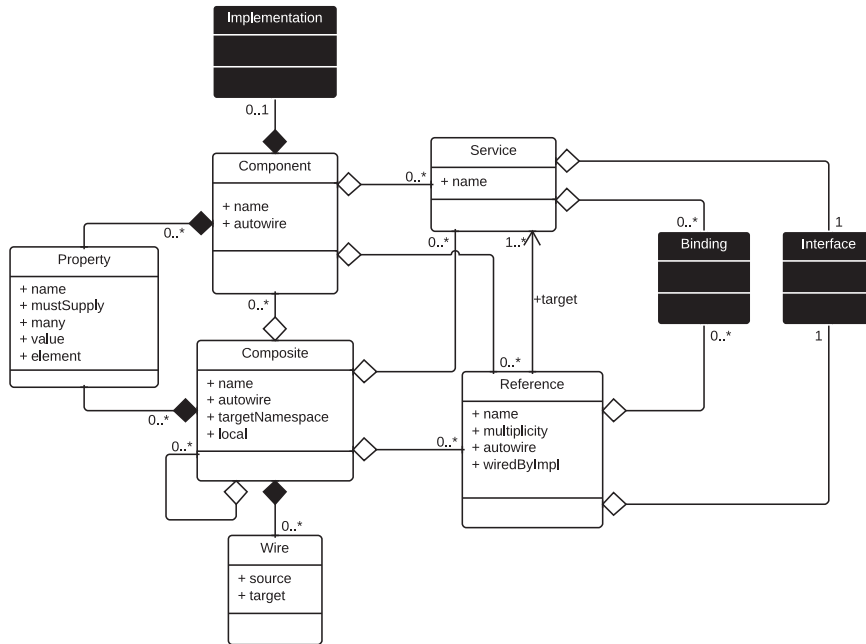 Implementation
0..1
Component
+ name
+ autowire
0..*
Service
+ name
0..*
0..*
1..*
0..*
1
Property
+ name
+ mustSupply
+ many
+ value
+ element
Binding
Interface
+target
0..*
0..*
1
0..*
Composite
+ name
+ autowire
+ targetNamespace
+ local
0..*
Reference
+ name
+ multiplicity
+ autowire
+ wiredByImpl
0..*
0..*
0..*
Wire
+ source
+ target